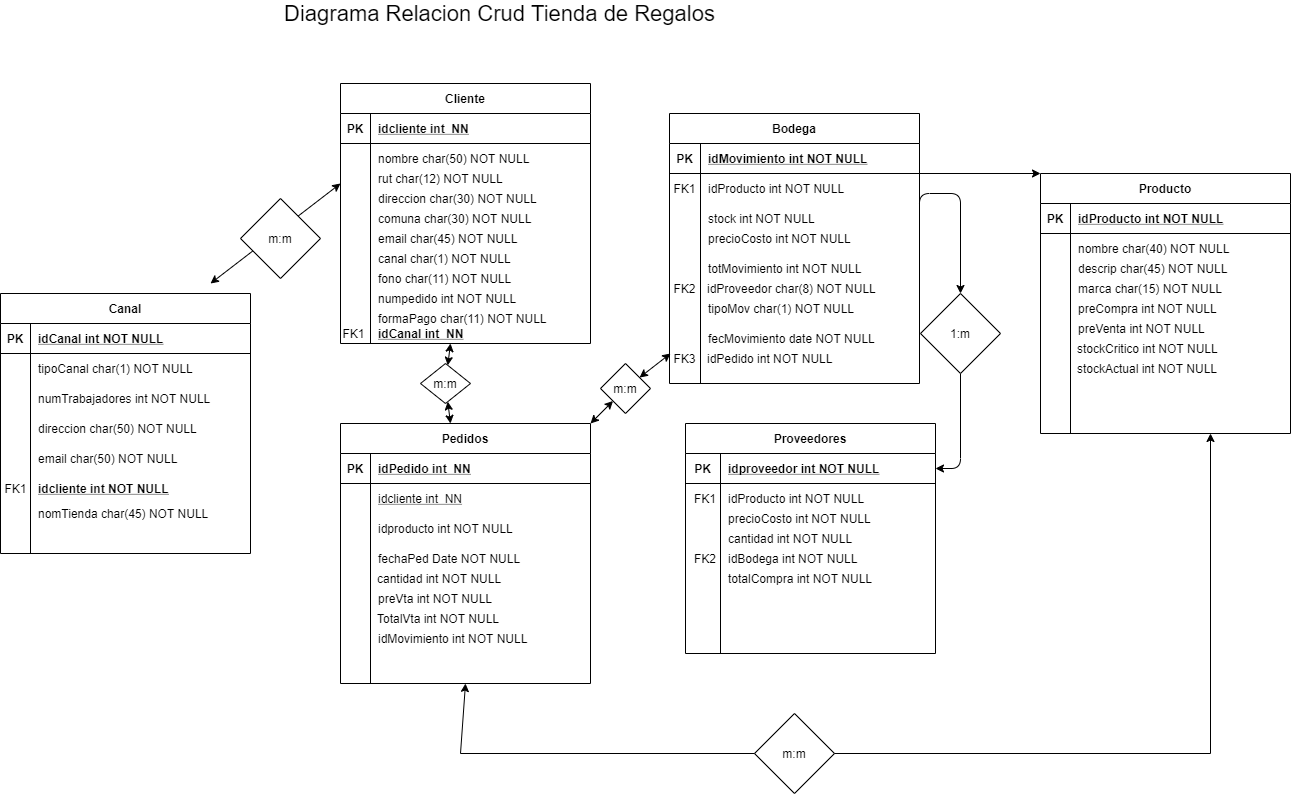 Diagrama Relacion Crud Tienda de Regalos
Cliente
PK idcliente int NN
nombre char(50) NOT NULL
rut char(12) NOT NULL
direccion char(30) NOT NULL
comuna char(30) NOT NULL
email char(45) NOT NULL
canal char(1) NOT NULL
fono char(11) NOT NULL
numpedido int NOT NULL
formaPago char(11) NOT NULL
FK1 idCanal int NN
Bodega
PK idMovimiento int NOT NULL
FK1 idProducto int NOT NULL
stock int NOT NULL
precioCosto int NOT NULL
totMovimiento int NOT NULL
FK2 idProveedor char(8) NOT NULL
tipoMov char(1) NOT NULL
fecMovimiento date NOT NULL
FK3 idPedido int NOT NULL
Producto
PK idProducto int NOT NULL
nombre char(40) NOT NULL
descrip char(45) NOT NULL
marca char(15) NOT NULL
preCompra int NOT NULL
preVenta int NOT NULL
stockCritico int NOT NULL
stockActual int NOT NULL
m:m
Canal
PK idCanal int NOT NULL
tipoCanal char(1) NOT NULL
numTrabajadores int NOT NULL
direccion char(50) NOT NULL
email char(50) NOT NULL
FK1 idcliente int NOT NULL
nomTienda char(45) NOT NULL
m:m
m:m
1:m
Pedidos
PK idPedido int NN
idcliente int NN
idproducto int NOT NULL
fechaPed Date NOT NULL
cantidad int NOT NULL
preVta int NOT NULL
TotalVta int NOT NULL
idMovimiento int NOT NULL
Proveedores
PK idproveedor int NOT NULL
FK1 idProducto int NOT NULL
precioCosto int NOT NULL
cantidad int NOT NULL
FK2 idBodega int NOT NULL
totalCompra int NOT NULL
m:m